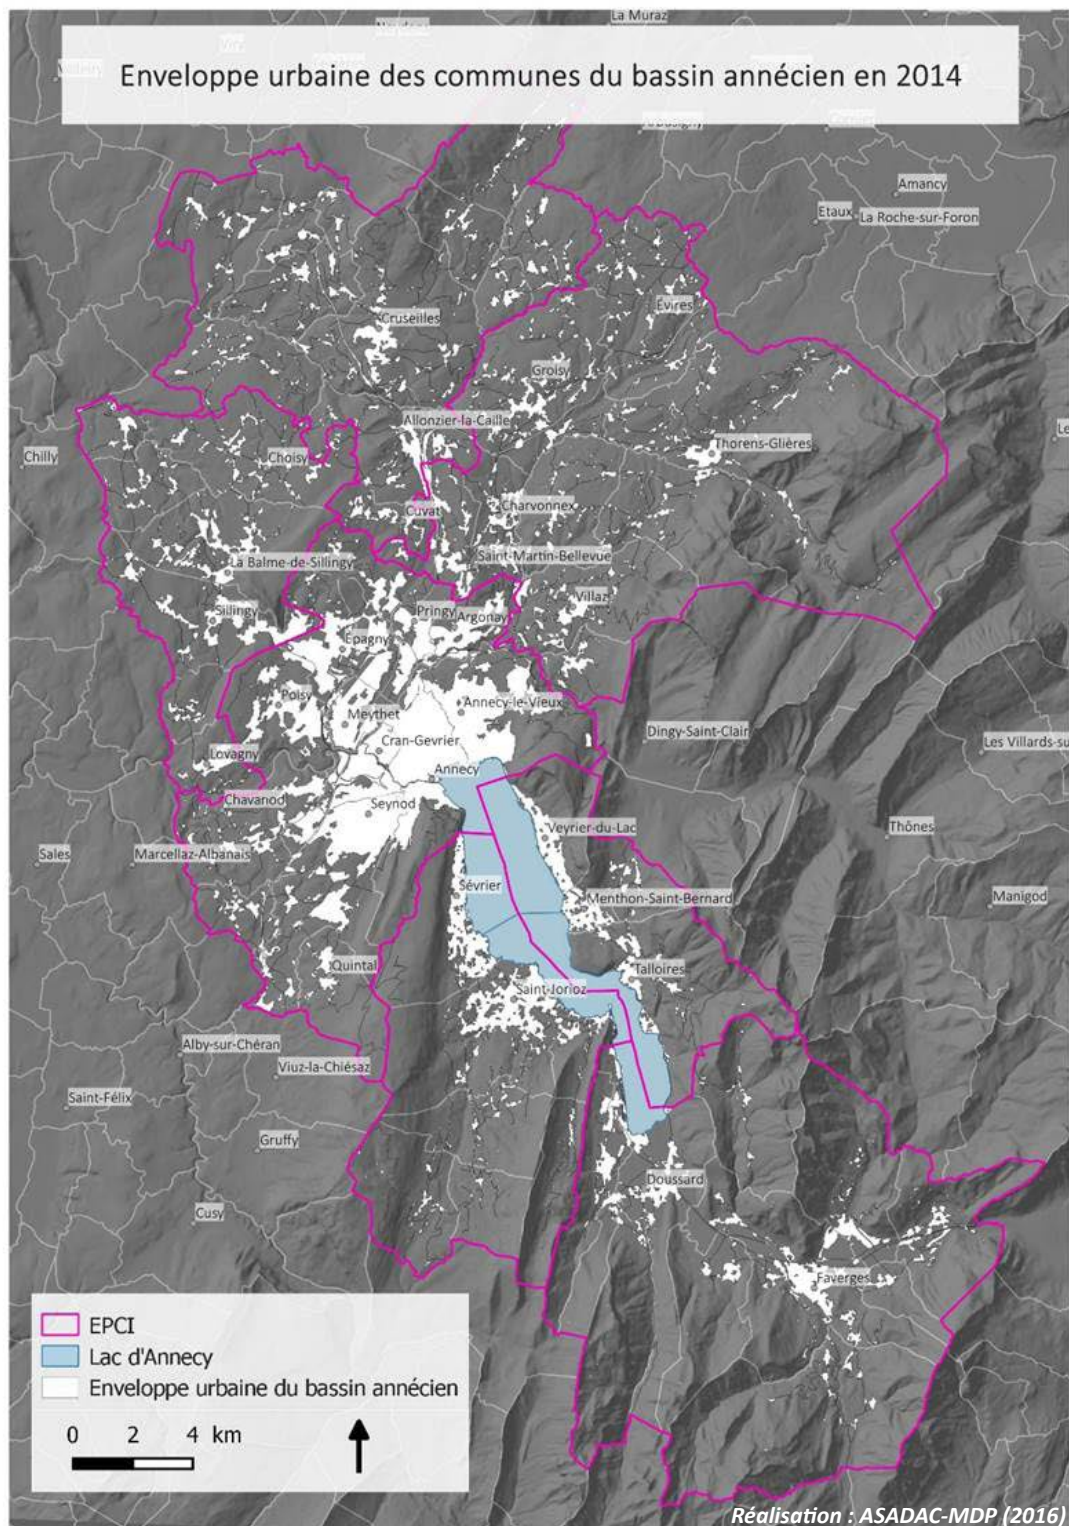 La Muraz
Enveloppe urbaine des communes du bassin annécien en 2014
Amancy
Etaux
La Roche-sur-Foron
Évires
Cruseilles
Groisy
Allonzier-la-Caille
Thorens-Glières
Chilly
Choisy
Cuvat
Charvonnex
Saint-Martin-Bellevue
La Balme-de-Sillingy
Sillingy
Villaz
Pringy
Argonay
Épagny
Poisy
Annecy-le-Vieux
Meythet
Dingy-Saint-Clair
Cran-Gevrier
Les Villards-su
Lovagny
Annecy
Chavanod
Seynod
Veyrier-du-Lac
Thônes
Sales
Marcellaz-Albanais
Sévrier
Menthon-Saint-Bernard
Manigod
Quintal
Talloires
Saint-Jorioz
Alby-sur-Chéran
Viuz-la-Chiésaz
Saint-Félix
Gruffy
Doussard
Cusy
Faverges
EPCI
Lac d'Annecy
Enveloppe urbaine du bassin annécien
0 2 4 km
Réalisation : ASADAC-MDP (2016)